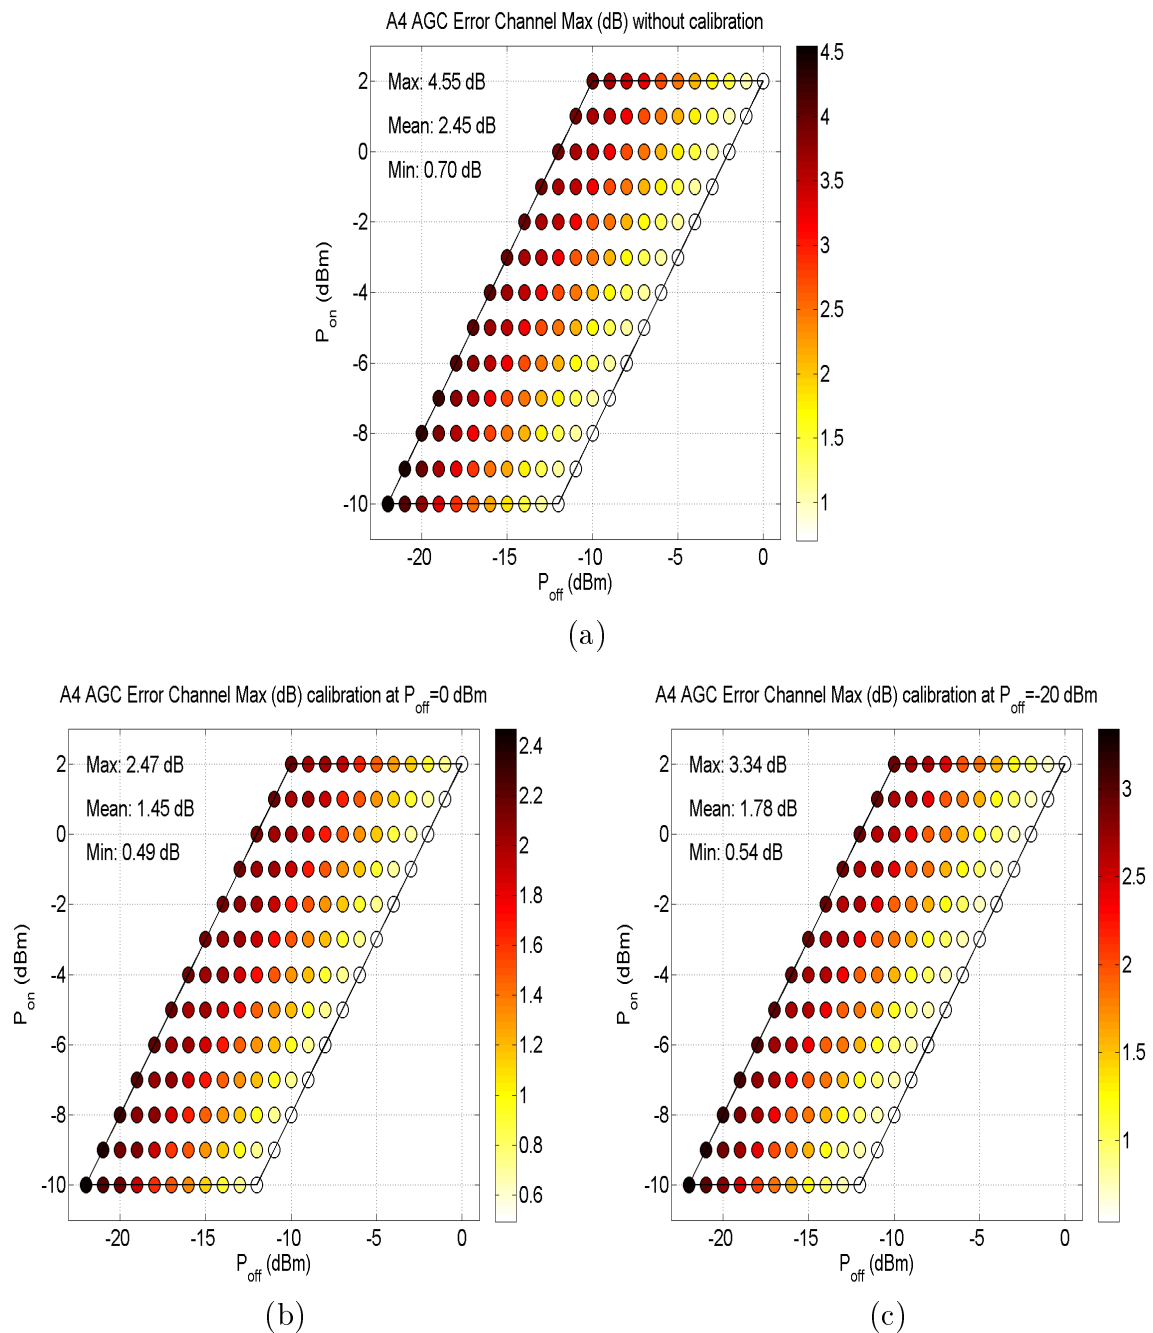 A4 AGC Error Channel Max (dB) without calibration
Max: 4.55 dB
Mean: 2.45 dB
Min: 0.70 dB
2
0
-2
-4
-6
-8
-10
P_on (dBm)
-20 -15 -10 -5 0
P_off (dBm)
4.5
4
3.5
3
2.5
2
1.5
1
(a)
A4 AGC Error Channel Max (dB) calibration at P_off=0 dBm
Max: 2.47 dB
Mean: 1.45 dB
Min: 0.49 dB
2
0
-2
-4
-6
-8
-10
P_on (dBm)
-20 -15 -10 -5 0
P_off (dBm)
2.4
2.2
2
1.8
1.6
1.4
1.2
1
0.8
0.6
(b)
A4 AGC Error Channel Max (dB) calibration at P_off=-20 dBm
Max: 3.34 dB
Mean: 1.78 dB
Min: 0.54 dB
2
0
-2
-4
-6
-8
-10
P_on (dBm)
-20 -15 -10 -5 0
P_off (dBm)
3
2.5
2
1.5
1
(c)